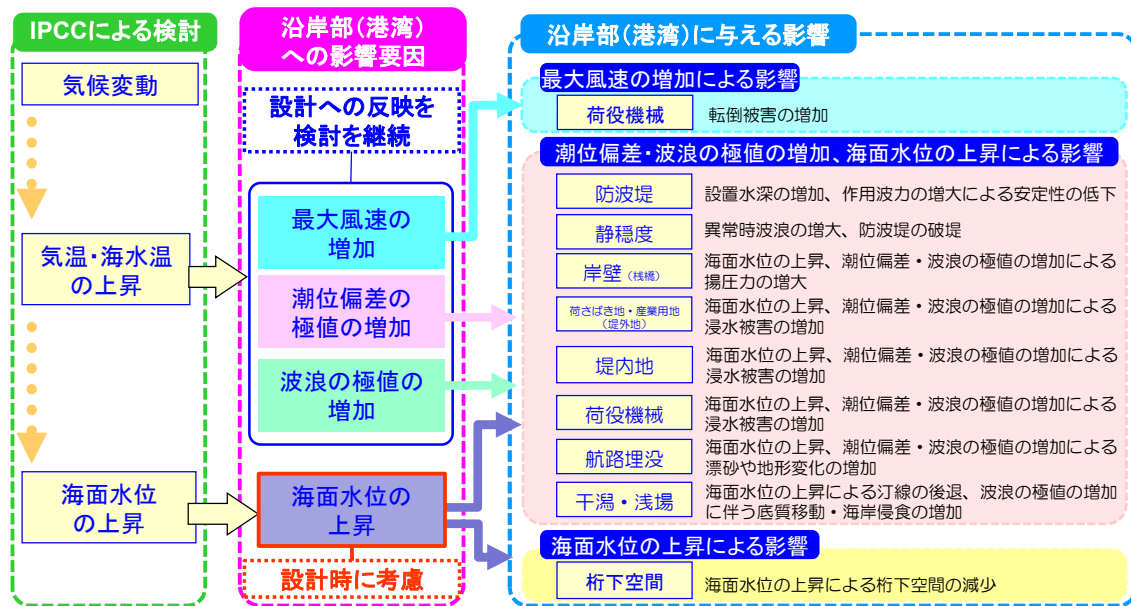 IPCCによる検討
気候変動
気温・海水温
の上昇
海面水位
の上昇
沿岸部(港湾)
への影響要因
設計への反映を
検討を継続
最大風速の
増加
潮位偏差の
極値の増加
波浪の極値の
増加
海面水位の
上昇
設計時に考慮
沿岸部(港湾)に与える影響
最大風速の増加による影響
荷役機械 転倒被害の増加
潮位偏差・波浪の極値の増加、海面水位の上昇による影響
防波堤 設置水深の増加、作用波力の増大による安定性の低下
静穏度 異常時波浪の増大、防波堤の破堤
岸壁(桟橋) 海面水位の上昇、潮位偏差・波浪の極値の増加による
揚圧力の増大
荷さばき地・産業用地
(堤外地)
海面水位の上昇、潮位偏差・波浪の極値の増加による
浸水被害の増加
堤内地 海面水位の上昇、潮位偏差・波浪の極値の増加による
浸水被害の増加
荷役機械 海面水位の上昇、潮位偏差・波浪の極値の増加による
浸水被害の増加
航路埋没 海面水位の上昇、潮位偏差・波浪の極値の増加による
漂砂や地形変化の増加
干潟・浅場 海面水位の上昇による汀線の後退、波浪の極値の増加
に伴う底質移動・海岸侵食の増加
海面水位の上昇による影響
桁下空間 海面水位の上昇による桁下空間の減少